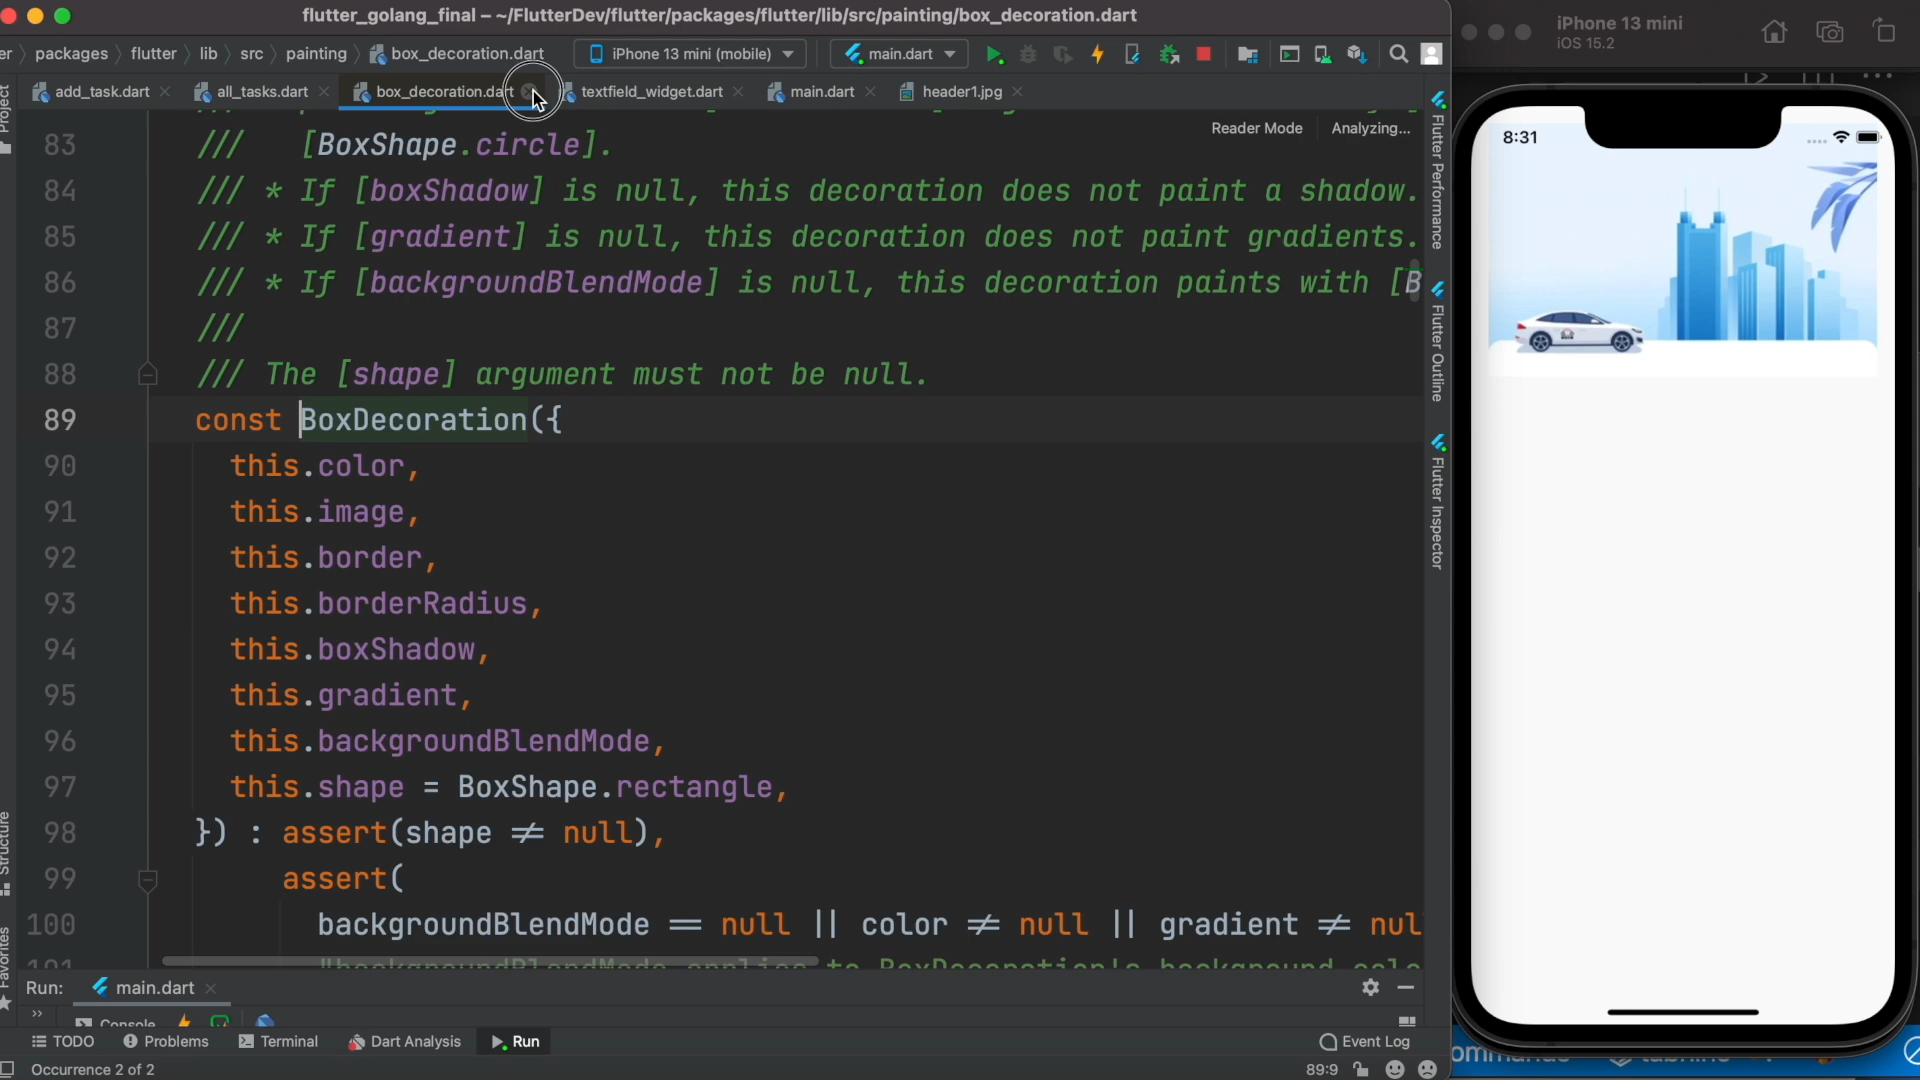 flutter_golang_final – ~/FlutterDev/flutter/packages/flutter/lib/src/painting/box_decoration.dart
iPhone 13 mini
iOS 15.2
er packages flutter lib src painting box_decoration.dart iPhone 13 mini (mobile) main.dart
add_task.dart all_tasks.dart box_decoration.dart textfield_widget.dart main.dart header1.jpg
Reader Mode Analyzing...
83 /// [BoxShape.circle].
84 /// * If [boxShadow] is null, this decoration does not paint a shadow.
85 /// * If [gradient] is null, this decoration does not paint gradients.
86 /// * If [backgroundBlendMode] is null, this decoration paints with [B
87 ///
88 /// The [shape] argument must not be null.
89 const BoxDecoration({
90 this.color,
91 this.image,
92 this.border,
93 this.borderRadius,
94 this.boxShadow,
95 this.gradient,
96 this.backgroundBlendMode,
97 this.shape = BoxShape.rectangle,
98 }) : assert(shape ≠ null),
99 assert(
100 backgroundBlendMode == null || color ≠ null || gradient ≠ nul
101 "backgroundBlendMode applies to BoxDecoration's background colo
Project
Structure
Favorites
Flutter Performance
Flutter Outline
Flutter Inspector
8:31
Run: main.dart
Console
TODO Problems Terminal Dart Analysis Run Event Log
Occurrence 2 of 2 89:9